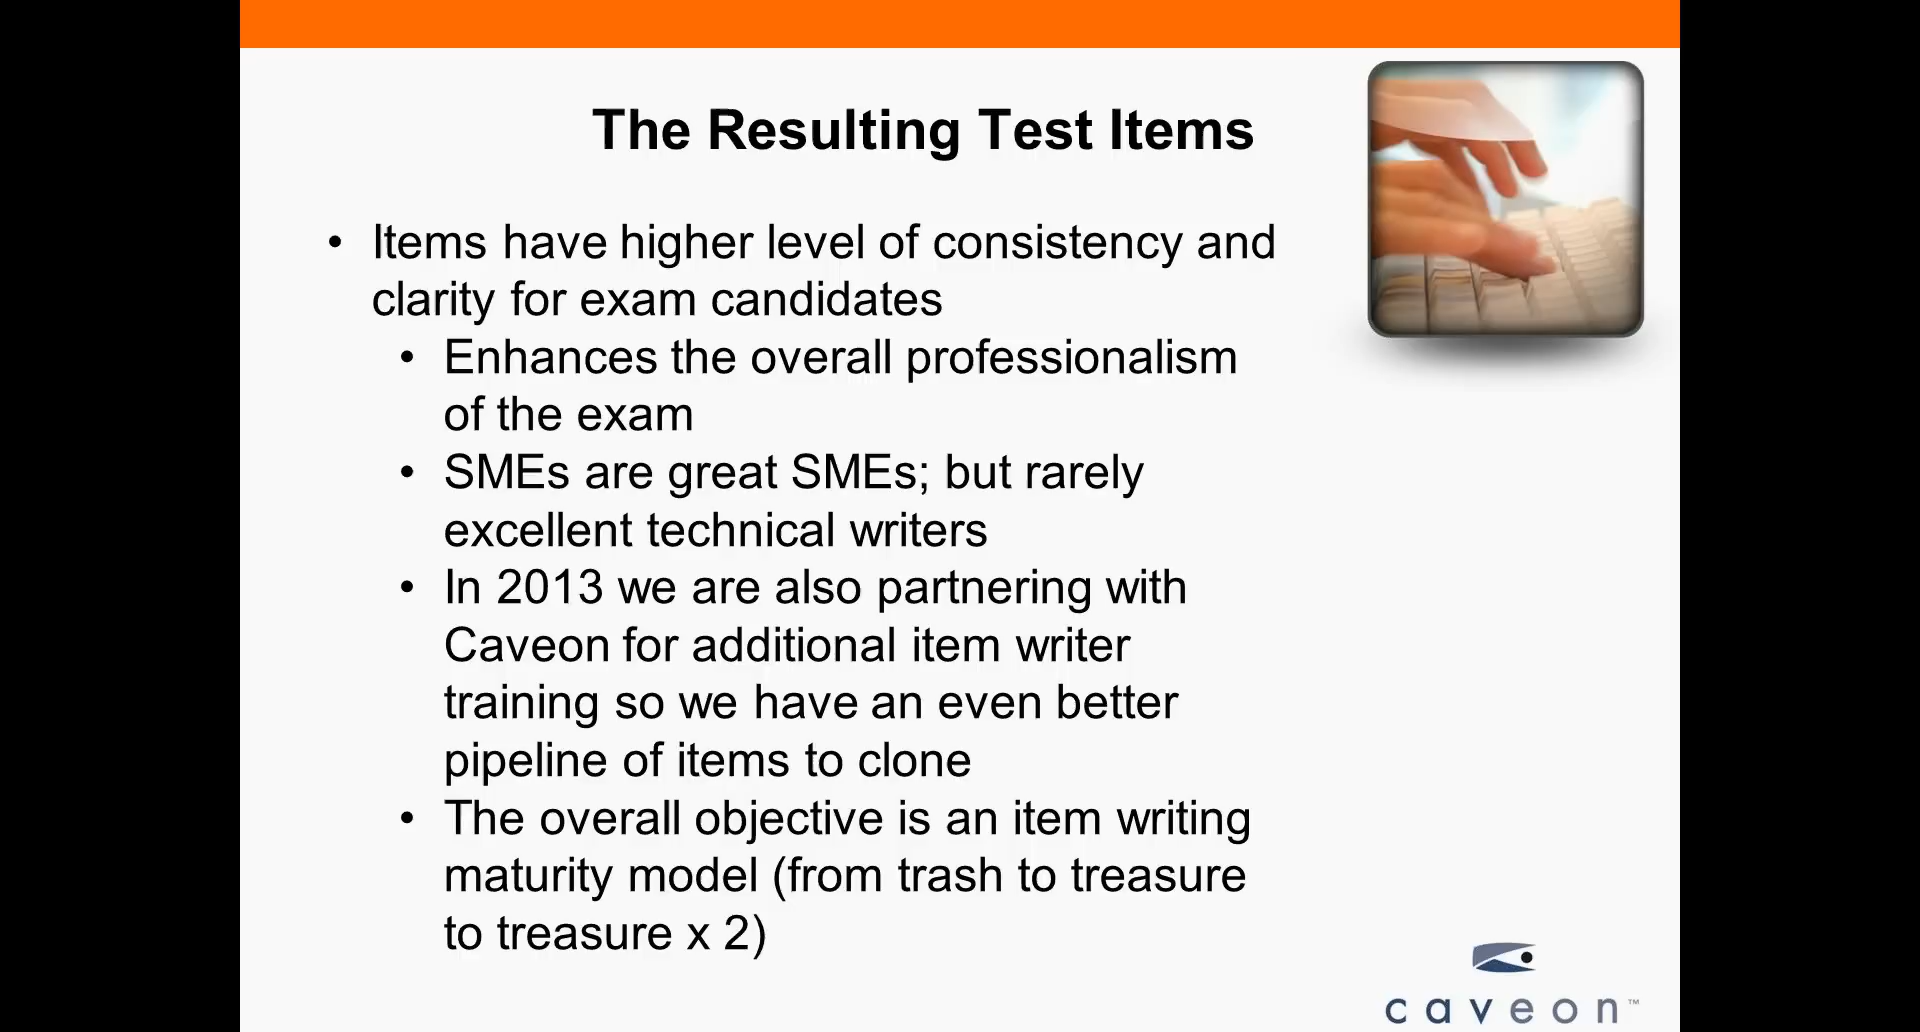 The Resulting Test Items
• Items have higher level of consistency and
clarity for exam candidates
• Enhances the overall professionalism
of the exam
• SMEs are great SMEs; but rarely
excellent technical writers
• In 2013 we are also partnering with
Caveon for additional item writer
training so we have an even better
pipeline of items to clone
• The overall objective is an item writing
maturity model (from trash to treasure
to treasure x 2)
caveon™